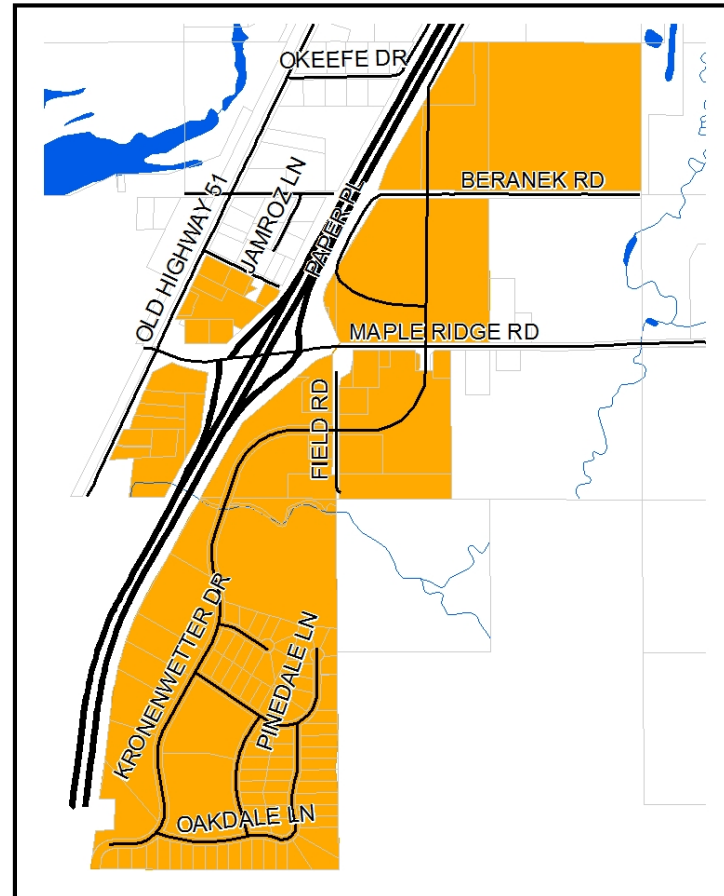 OKEEFE DR
BERANEK RD
JAMROZ LN
PAPER PL
OLD HIGHWAY 51
MAPLE RIDGE RD
FIELD RD
KRONENWETTER DR
PINEDALE LN
OAKDALE LN